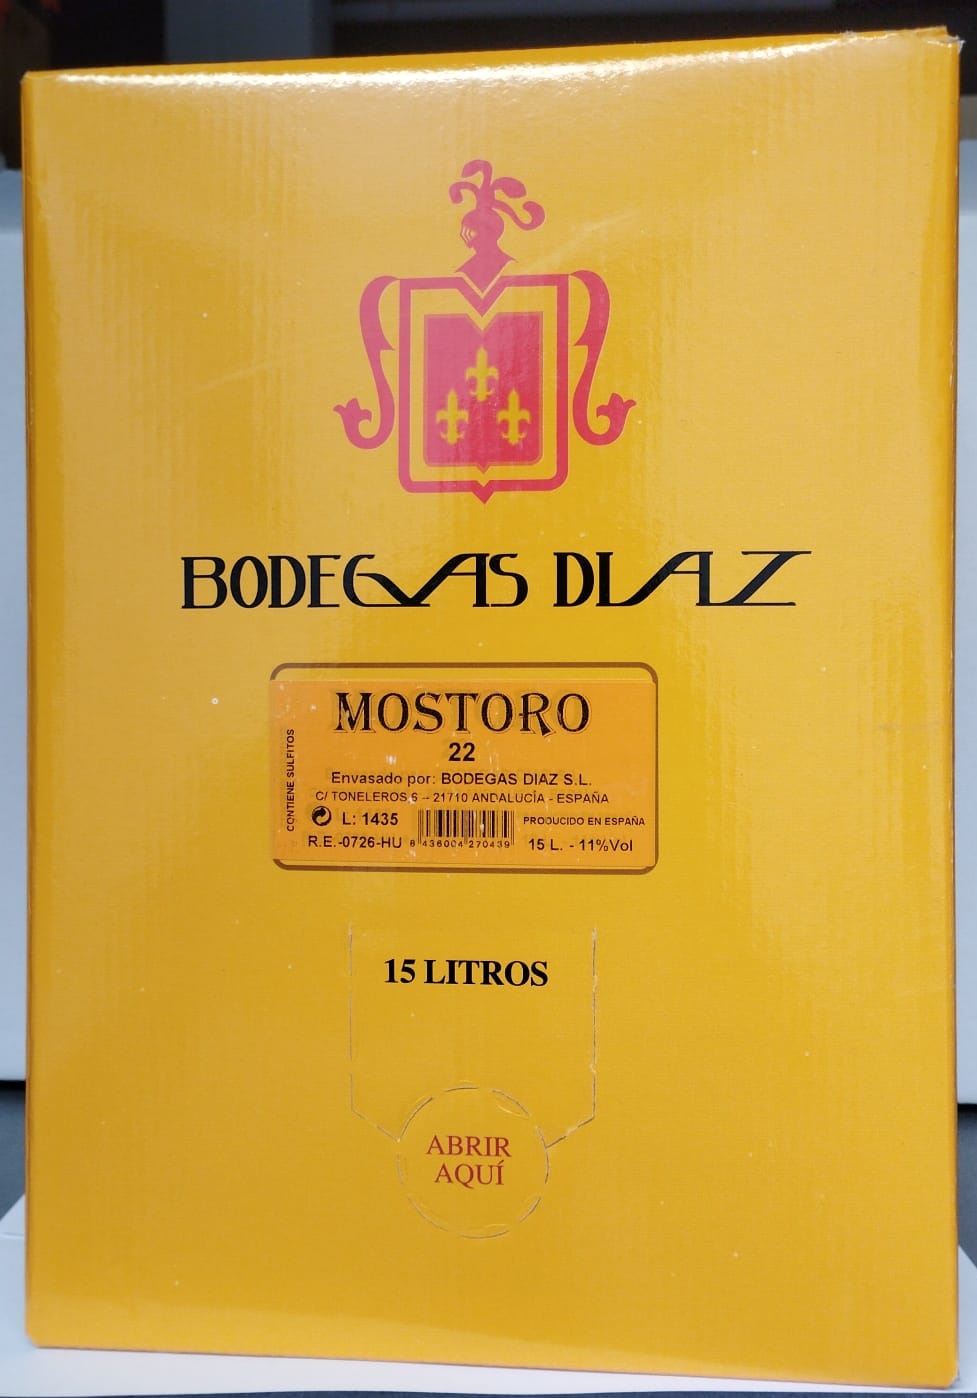 BODEGAS DIAZ
MOSTORO
22
CONTIENE SULFITOS
Envasado por: BODEGAS DIAZ S.L.
C/ TONELEROS,6 – 21710 ANDALUCÍA - ESPAÑA
L: 1435
PRODUCIDO EN ESPAÑA
R.E.-0726-HU
8 436004 270439
15 L. - 11%Vol
15 LITROS
ABRIR
AQUÍ